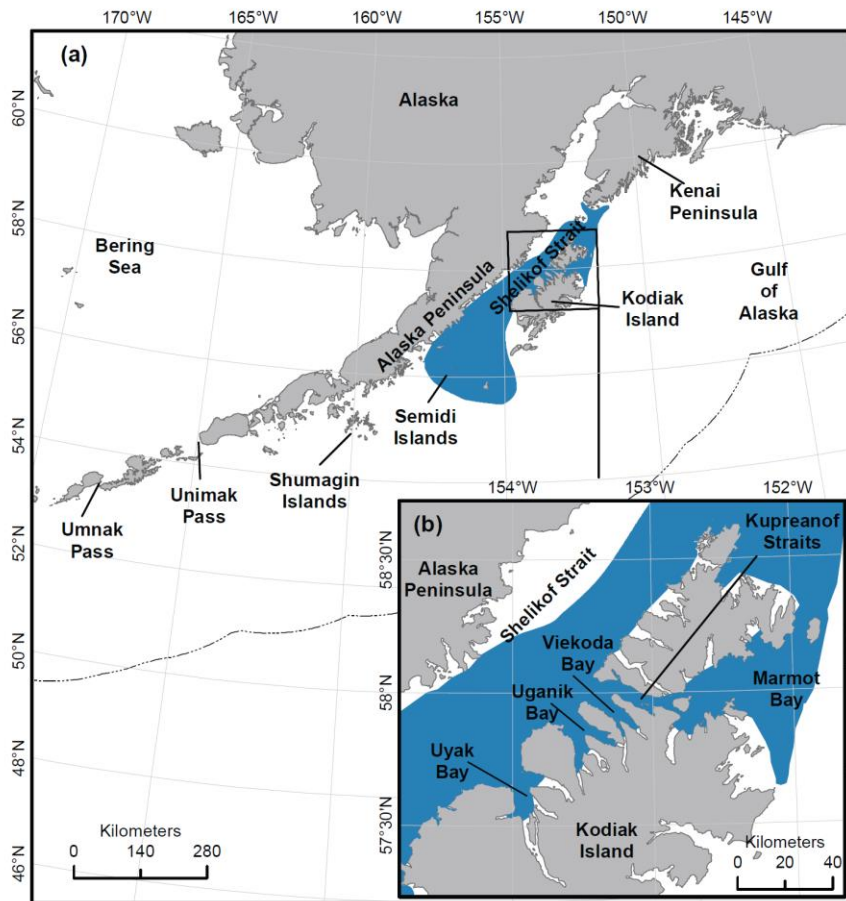 170°W
165°W
160°W
155°W
150°W
145°W
(a)
60°N
58°N
56°N
54°N
52°N
50°N
48°N
46°N
Alaska
Kenai
Peninsula
Bering
Sea
Shelikof Strait
Gulf
of
Alaska
Kodiak
Island
Alaska Peninsula
Semidi
Islands
Shumagin
Islands
Unimak
Pass
Umnak
Pass
Kilometers
0 140 280
154°W
153°W
152°W
(b)
58°30'N
58°N
57°30'N
Kupreanof
Straits
Alaska
Peninsula
Shelikof Strait
Viekoda
Bay
Uganik
Bay
Marmot
Bay
Uyak
Bay
Kodiak
Island
Kilometers
0 20 40